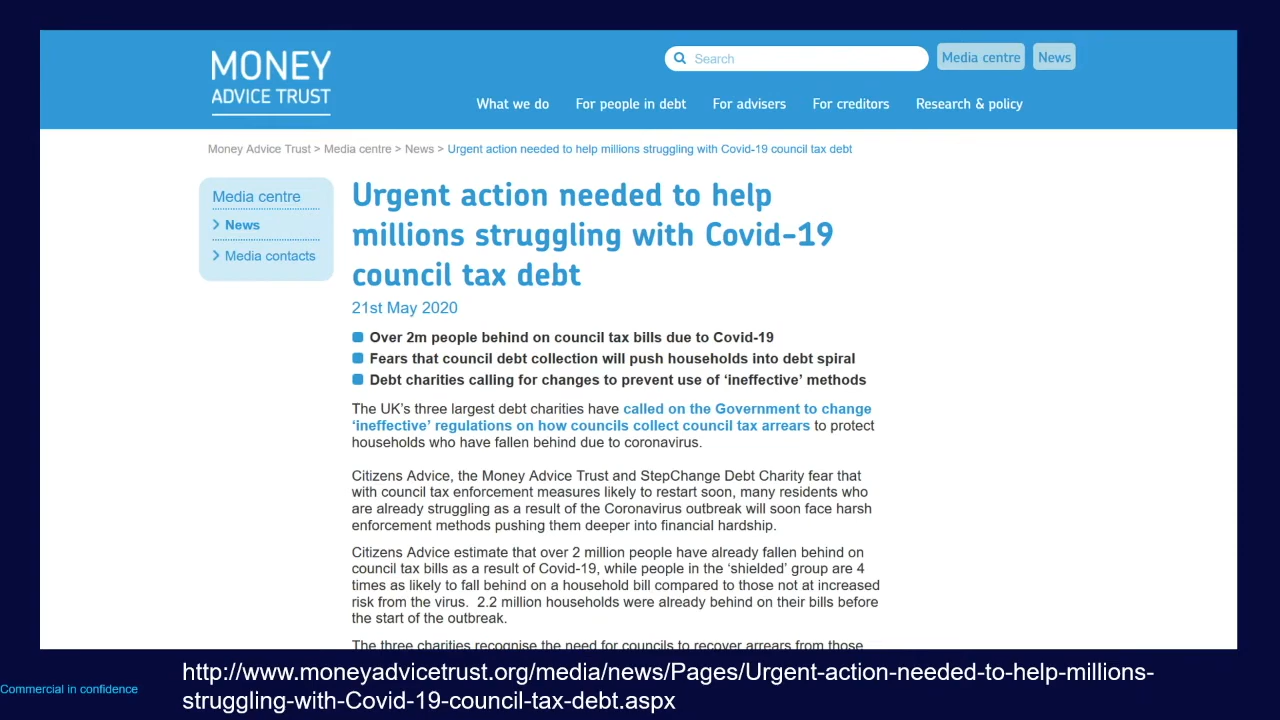 MONEY
ADVICE TRUST
Search
Media centre
News
What we do
For people in debt
For advisers
For creditors
Research & policy
Money Advice Trust > Media centre > News > Urgent action needed to help millions struggling with Covid-19 council tax debt
Media centre
News
Media contacts
Urgent action needed to help
millions struggling with Covid-19
council tax debt
21st May 2020
Over 2m people behind on council tax bills due to Covid-19
Fears that council debt collection will push households into debt spiral
Debt charities calling for changes to prevent use of ‘ineffective’ methods
The UK’s three largest debt charities have called on the Government to change
‘ineffective’ regulations on how councils collect council tax arrears to protect
households who have fallen behind due to coronavirus.
Citizens Advice, the Money Advice Trust and StepChange Debt Charity fear that
with council tax enforcement measures likely to restart soon, many residents who
are already struggling as a result of the Coronavirus outbreak will soon face harsh
enforcement methods pushing them deeper into financial hardship.
Citizens Advice estimate that over 2 million people have already fallen behind on
council tax bills as a result of Covid-19, while people in the ‘shielded’ group are 4
times as likely to fall behind on a household bill compared to those not at increased
risk from the virus.  2.2 million households were already behind on their bills before
the start of the outbreak.
The three charities recognise the need for councils to recover arrears from those
http://www.moneyadvicetrust.org/media/news/Pages/Urgent-action-needed-to-help-millions-
struggling-with-Covid-19-council-tax-debt.aspx
Commercial in confidence